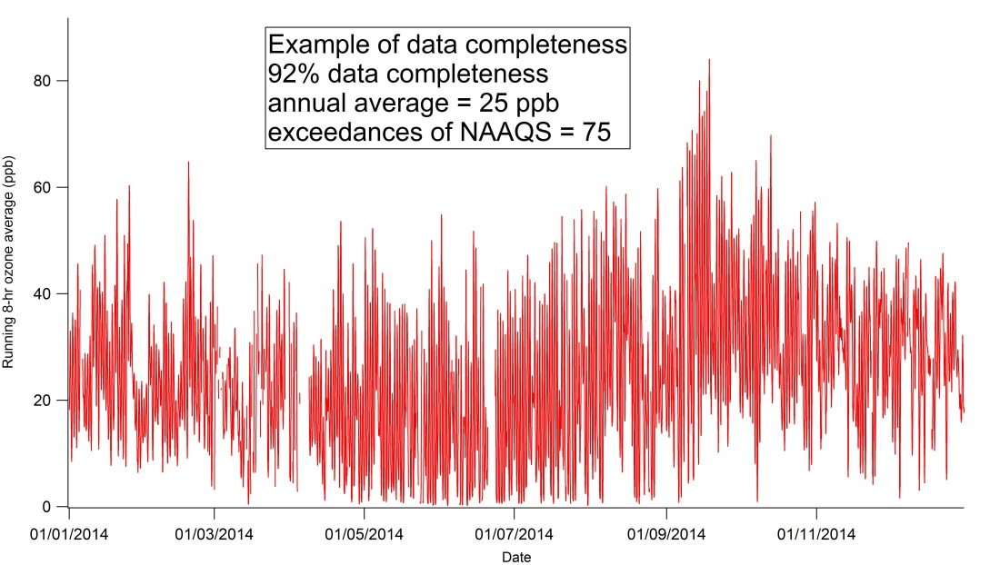 Example of data completeness
92% data completeness
annual average = 25 ppb
exceedances of NAAQS = 75
Running 8-hr ozone average (ppb)
80
60
40
20
0
01/01/2014 01/03/2014 01/05/2014 01/07/2014 01/09/2014 01/11/2014
Date